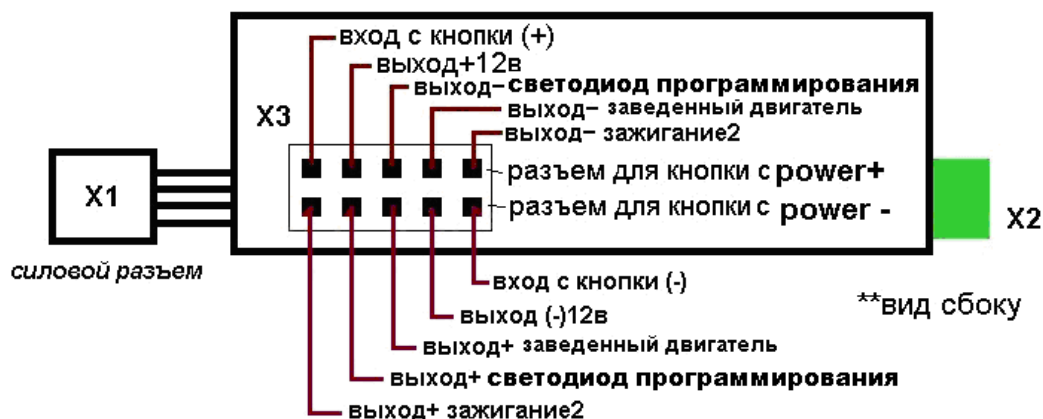 вход с кнопки (+)
выход+12в
выход- светодиод программирования
выход- заведенный двигатель
X3
выход- зажигание2
разъем для кнопки с power+
X1
разъем для кнопки с power -
X2
силовой разъем
вход с кнопки (-)
**вид сбоку
выход (-)12в
выход+ заведенный двигатель
выход+ светодиод программирования
выход+ зажигание2